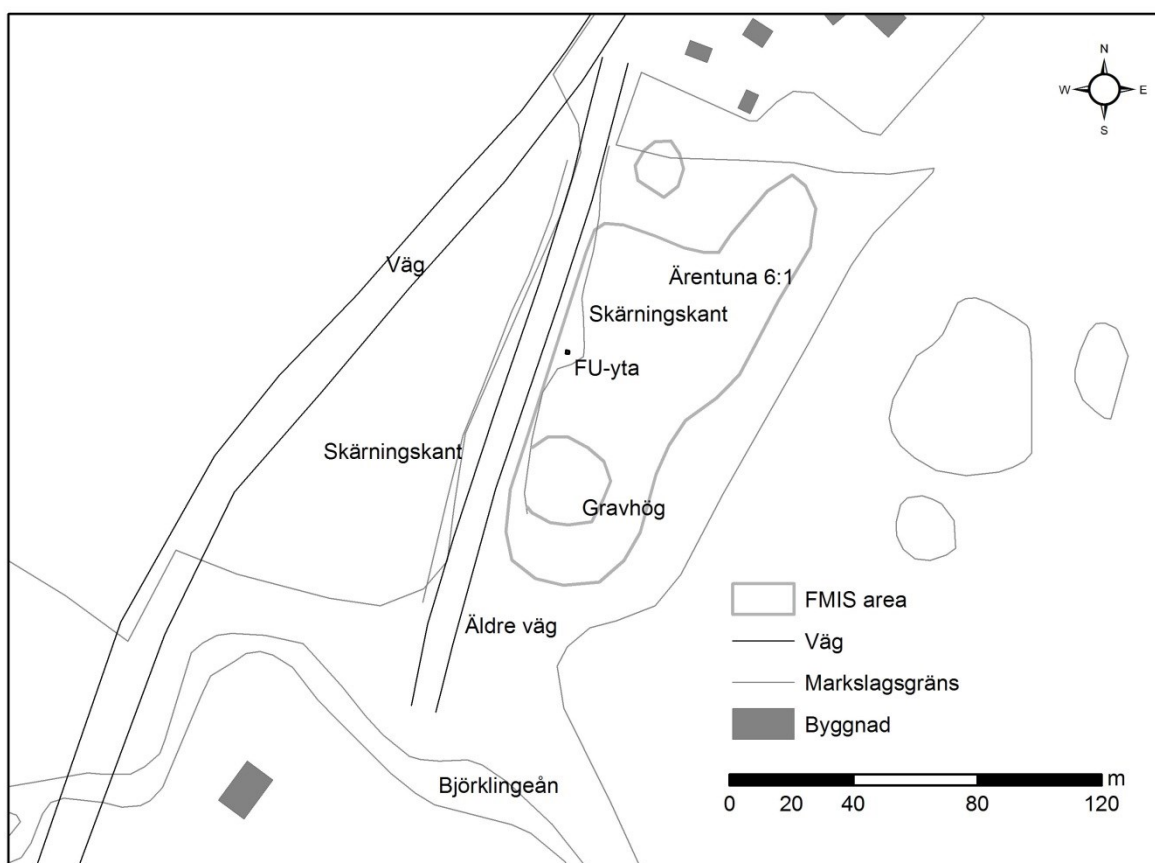 N
W E
S
Väg
Ärentuna 6:1
Skärningskant
FU-yta
Skärningskant
Gravhög
Äldre väg
Björklingeån
FMIS area
Väg
Markslagsgräns
Byggnad
m
0 20 40 80 120